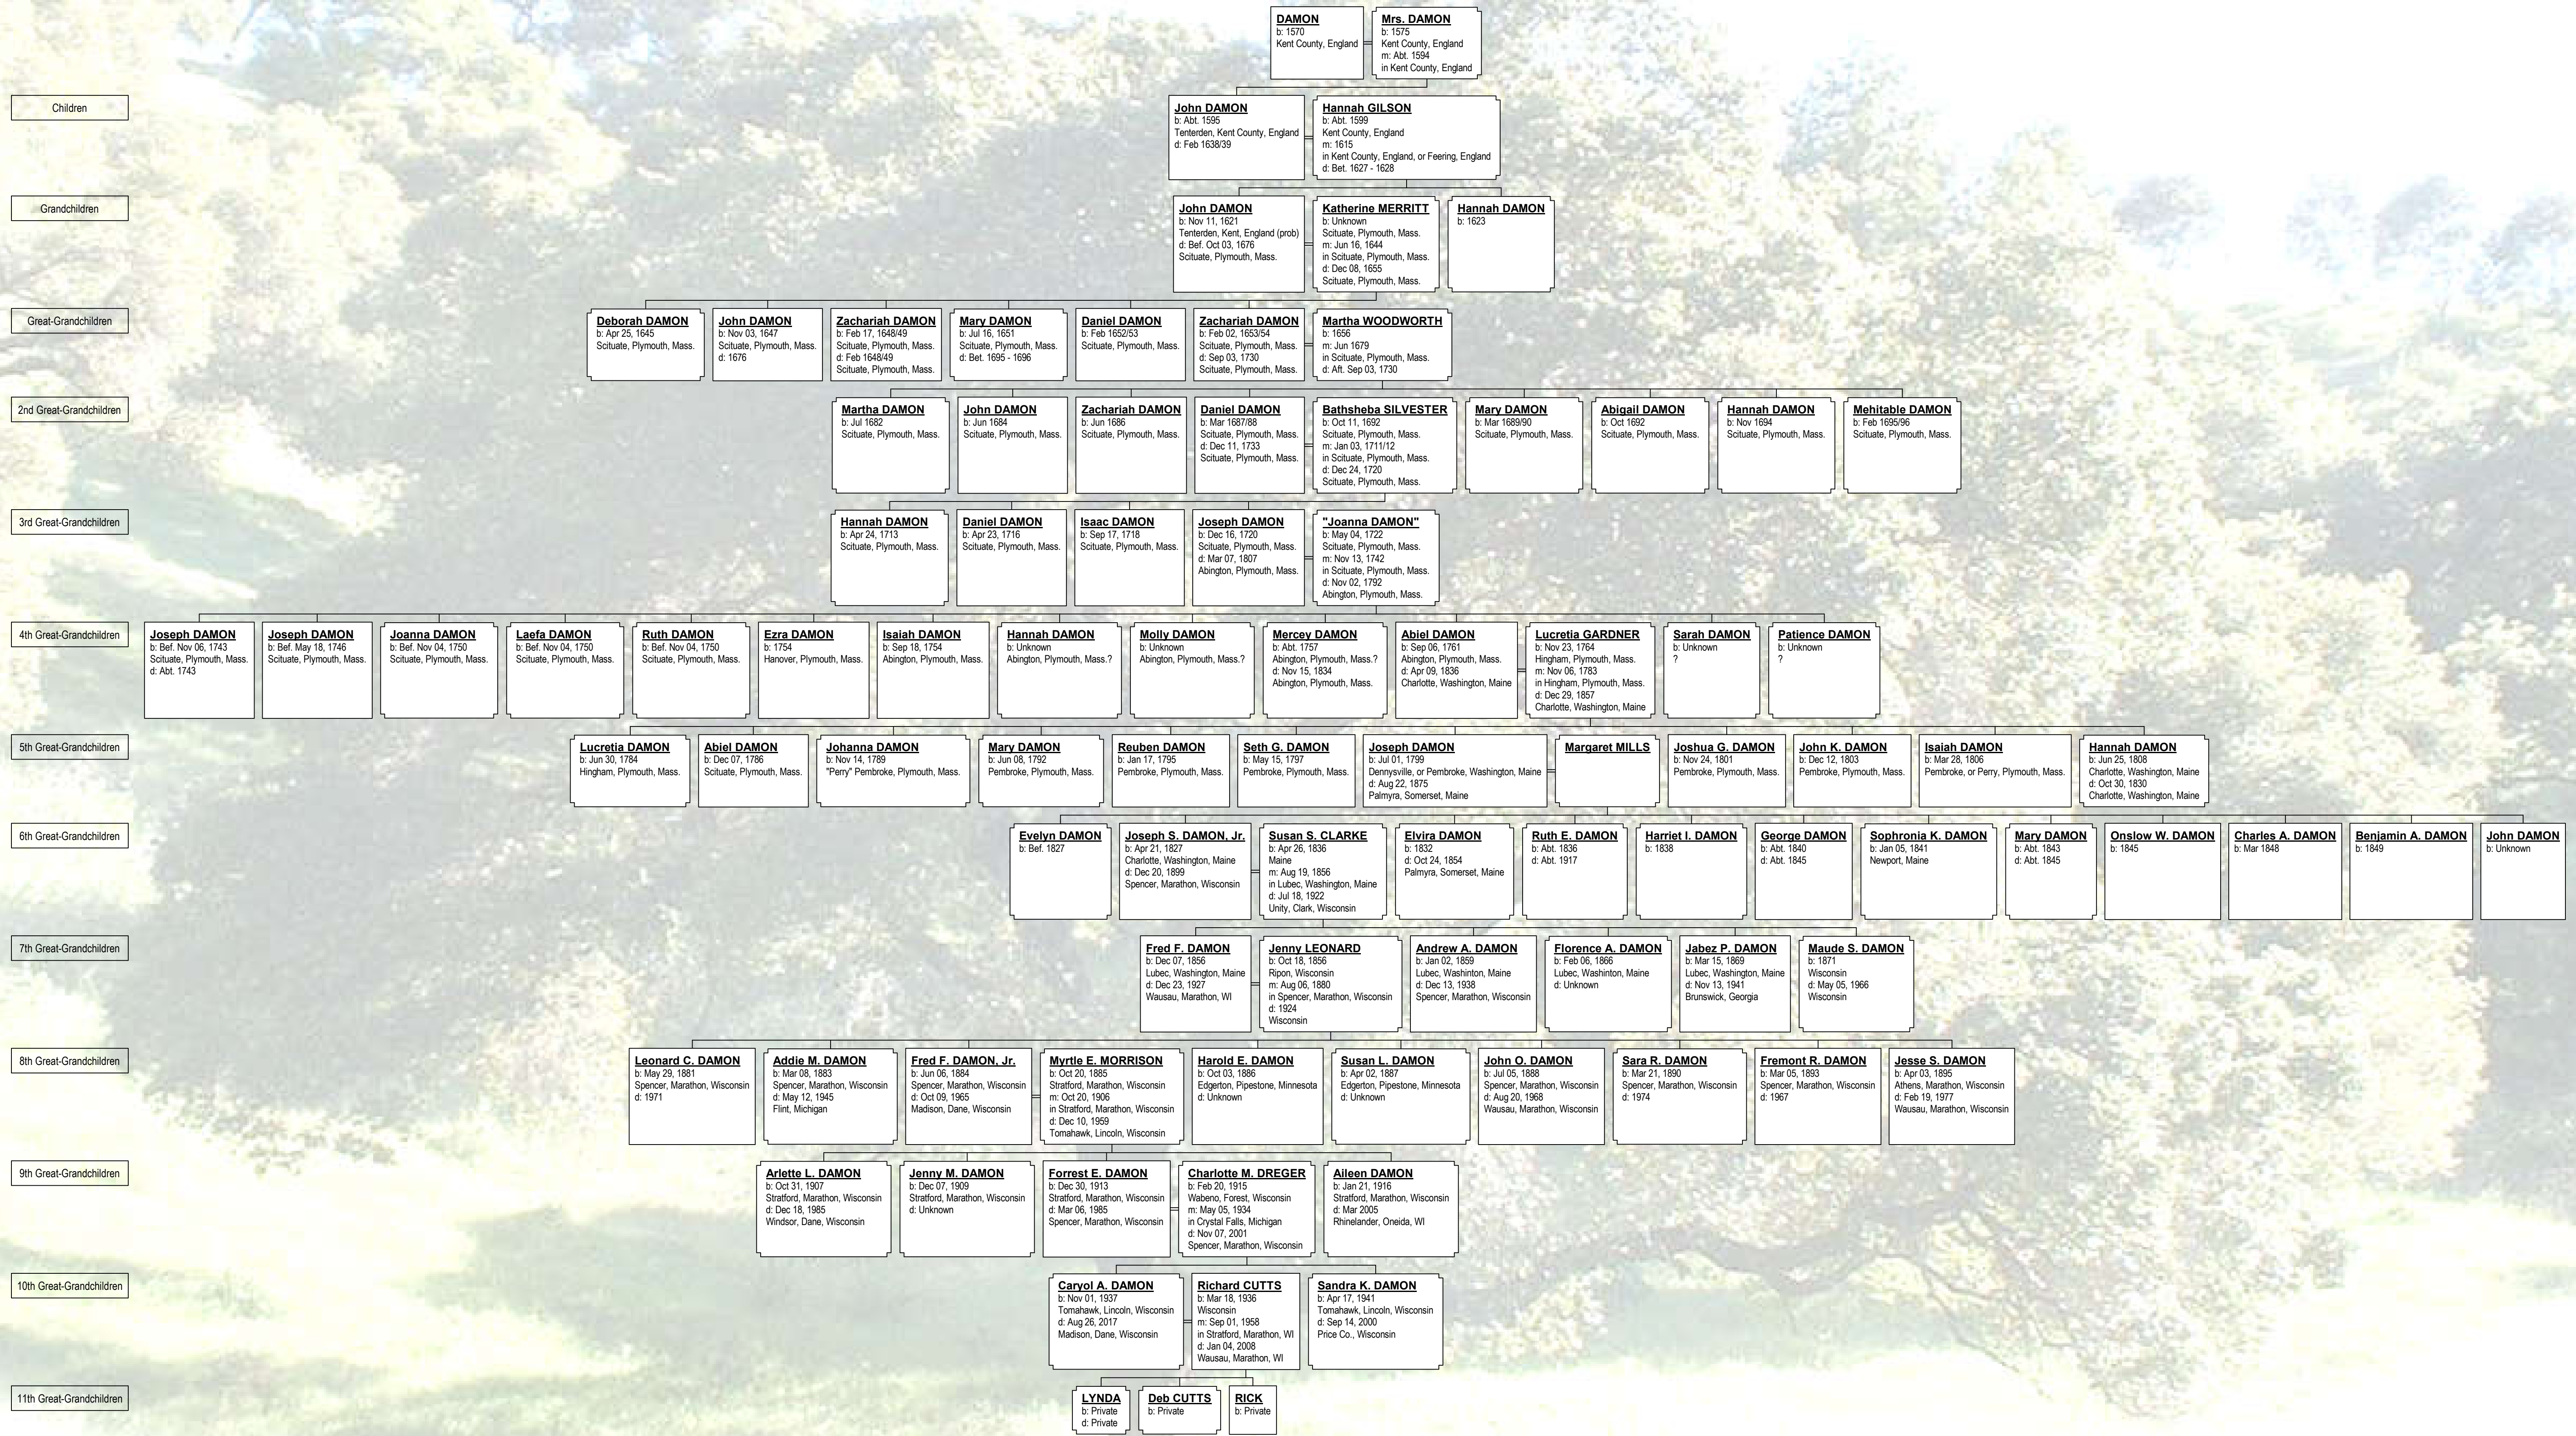 DAMON
b: 1570
Kent County, England
Mrs. DAMON
b: 1575
Kent County, England
m: Abt. 1594
in Kent County, England
Children
John DAMON
b: Abt. 1595
Tenterden, Kent County, England
d: Feb 1638/39
Hannah GILSON
b: Abt. 1599
Kent County, England
m: 1615
in Kent County, England, or Feering, England
d: Bet. 1627 - 1628
Grandchildren
John DAMON
b: Nov 11, 1621
Tenterden, Kent, England (prob)
d: Bef. Oct 03, 1676
Scituate, Plymouth, Mass.
Katherine MERRITT
b: Unknown
Scituate, Plymouth, Mass.
m: Jun 16, 1644
in Scituate, Plymouth, Mass.
d: Dec 08, 1655
Scituate, Plymouth, Mass.
Hannah DAMON
b: 1623
Great-Grandchildren
Deborah DAMON
b: Apr 25, 1645
Scituate, Plymouth, Mass.
John DAMON
b: Nov 03, 1647
Scituate, Plymouth, Mass.
d: 1676
Zachariah DAMON
b: Feb 17, 1648/49
Scituate, Plymouth, Mass.
d: Feb 1648/49
Scituate, Plymouth, Mass.
Mary DAMON
b: Jul 16, 1651
Scituate, Plymouth, Mass.
d: Bet. 1695 - 1696
Daniel DAMON
b: Feb 1652/53
Scituate, Plymouth, Mass.
Zachariah DAMON
b: Feb 02, 1653/54
Scituate, Plymouth, Mass.
d: Sep 03, 1730
Scituate, Plymouth, Mass.
Martha WOODWORTH
b: 1656
m: Jun 1679
in Scituate, Plymouth, Mass.
d: Aft. Sep 03, 1730
2nd Great-Grandchildren
Martha DAMON
b: Jul 1682
Scituate, Plymouth, Mass.
John DAMON
b: Jun 1684
Scituate, Plymouth, Mass.
Zachariah DAMON
b: Jun 1686
Scituate, Plymouth, Mass.
Daniel DAMON
b: Mar 1687/88
Scituate, Plymouth, Mass.
d: Dec 11, 1733
Scituate, Plymouth, Mass.
Bathsheba SILVESTER
b: Oct 11, 1692
Scituate, Plymouth, Mass.
m: Jan 03, 1711/12
in Scituate, Plymouth, Mass.
d: Dec 24, 1720
Scituate, Plymouth, Mass.
Mary DAMON
b: Mar 1689/90
Scituate, Plymouth, Mass.
Abigail DAMON
b: Oct 1692
Scituate, Plymouth, Mass.
Hannah DAMON
b: Nov 1694
Scituate, Plymouth, Mass.
Mehitable DAMON
b: Feb 1695/96
Scituate, Plymouth, Mass.
3rd Great-Grandchildren
Hannah DAMON
b: Apr 24, 1713
Scituate, Plymouth, Mass.
Daniel DAMON
b: Apr 23, 1716
Scituate, Plymouth, Mass.
Isaac DAMON
b: Sep 17, 1718
Scituate, Plymouth, Mass.
Joseph DAMON
b: Dec 16, 1720
Scituate, Plymouth, Mass.
d: Mar 07, 1807
Abington, Plymouth, Mass.
"Joanna DAMON"
b: May 04, 1722
Scituate, Plymouth, Mass.
m: Nov 13, 1742
in Scituate, Plymouth, Mass.
d: Nov 02, 1792
Abington, Plymouth, Mass.
4th Great-Grandchildren
Joseph DAMON
b: Bef. Nov 06, 1743
Scituate, Plymouth, Mass.
d: Abt. 1743
Joseph DAMON
b: Bef. May 18, 1746
Scituate, Plymouth, Mass.
Joanna DAMON
b: Bef. Nov 04, 1750
Scituate, Plymouth, Mass.
Laefa DAMON
b: Bef. Nov 04, 1750
Scituate, Plymouth, Mass.
Ruth DAMON
b: Bef. Nov 04, 1750
Scituate, Plymouth, Mass.
Ezra DAMON
b: 1754
Hanover, Plymouth, Mass.
Isaiah DAMON
b: Sep 18, 1754
Abington, Plymouth, Mass.
Hannah DAMON
b: Unknown
Abington, Plymouth, Mass.?
Molly DAMON
b: Unknown
Abington, Plymouth, Mass.?
Mercey DAMON
b: Abt. 1757
Abington, Plymouth, Mass.?
d: Nov 15, 1834
Abington, Plymouth, Mass.
Abiel DAMON
b: Sep 06, 1761
Abington, Plymouth, Mass.
d: Apr 09, 1836
Charlotte, Washington, Maine
Lucretia GARDNER
b: Nov 23, 1764
Hingham, Plymouth, Mass.
m: Nov 06, 1783
in Hingham, Plymouth, Mass.
d: Dec 29, 1857
Charlotte, Washington, Maine
Sarah DAMON
b: Unknown
?
Patience DAMON
b: Unknown
?
5th Great-Grandchildren
Lucretia DAMON
b: Jun 30, 1784
Hingham, Plymouth, Mass.
Abiel DAMON
b: Dec 07, 1786
Scituate, Plymouth, Mass.
Johanna DAMON
b: Nov 14, 1789
"Perry" Pembroke, Plymouth, Mass.
Mary DAMON
b: Jun 08, 1792
Pembroke, Plymouth, Mass.
Reuben DAMON
b: Jan 17, 1795
Pembroke, Plymouth, Mass.
Seth G. DAMON
b: May 15, 1797
Pembroke, Plymouth, Mass.
Joseph DAMON
b: Jul 01, 1799
Dennysville, or Pembroke, Washington, Maine
d: Aug 22, 1875
Palmyra, Somerset, Maine
Margaret MILLS
Joshua G. DAMON
b: Nov 24, 1801
Pembroke, Plymouth, Mass.
John K. DAMON
b: Dec 12, 1803
Pembroke, Plymouth, Mass.
Isaiah DAMON
b: Mar 28, 1806
Pembroke, or Perry, Plymouth, Mass.
Hannah DAMON
b: Jun 25, 1808
Charlotte, Washington, Maine
d: Oct 30, 1830
Charlotte, Washington, Maine
6th Great-Grandchildren
Evelyn DAMON
b: Bef. 1827
Joseph S. DAMON, Jr.
b: Apr 21, 1827
Charlotte, Washington, Maine
d: Dec 20, 1899
Spencer, Marathon, Wisconsin
Susan S. CLARKE
b: Apr 26, 1836
Maine
m: Aug 19, 1856
in Lubec, Washington, Maine
d: Jul 18, 1922
Unity, Clark, Wisconsin
Elvira DAMON
b: 1832
d: Oct 24, 1854
Palmyra, Somerset, Maine
Ruth E. DAMON
b: Abt. 1836
d: Abt. 1917
Harriet I. DAMON
b: 1838
George DAMON
b: Abt. 1840
d: Abt. 1845
Sophronia K. DAMON
b: Jan 05, 1841
Newport, Maine
Mary DAMON
b: Abt. 1843
d: Abt. 1845
Onslow W. DAMON
b: 1845
Charles A. DAMON
b: Mar 1848
Benjamin A. DAMON
b: 1849
John DAMON
b: Unknown
7th Great-Grandchildren
Fred F. DAMON
b: Dec 07, 1856
Lubec, Washington, Maine
d: Dec 23, 1927
Wausau, Marathon, WI
Jenny LEONARD
b: Oct 18, 1856
Ripon, Wisconsin
m: Aug 06, 1880
in Spencer, Marathon, Wisconsin
d: 1924
Wisconsin
Andrew A. DAMON
b: Jan 02, 1859
Lubec, Washinton, Maine
d: Dec 13, 1938
Spencer, Marathon, Wisconsin
Florence A. DAMON
b: Feb 06, 1866
Lubec, Washinton, Maine
d: Unknown
Jabez P. DAMON
b: Mar 15, 1869
Lubec, Washington, Maine
d: Nov 13, 1941
Brunswick, Georgia
Maude S. DAMON
b: 1871
Wisconsin
d: May 05, 1966
Wisconsin
8th Great-Grandchildren
Leonard C. DAMON
b: May 29, 1881
Spencer, Marathon, Wisconsin
d: 1971
Addie M. DAMON
b: Mar 08, 1883
Spencer, Marathon, Wisconsin
d: May 12, 1945
Flint, Michigan
Fred F. DAMON, Jr.
b: Jun 06, 1884
Spencer, Marathon, Wisconsin
d: Oct 09, 1965
Madison, Dane, Wisconsin
Myrtle E. MORRISON
b: Oct 20, 1885
Stratford, Marathon, Wisconsin
m: Oct 20, 1906
in Stratford, Marathon, Wisconsin
d: Dec 10, 1959
Tomahawk, Lincoln, Wisconsin
Harold E. DAMON
b: Oct 03, 1886
Edgerton, Pipestone, Minnesota
d: Unknown
Susan L. DAMON
b: Apr 02, 1887
Edgerton, Pipestone, Minnesota
d: Unknown
John O. DAMON
b: Jul 05, 1888
Spencer, Marathon, Wisconsin
d: Aug 20, 1968
Wausau, Marathon, Wisconsin
Sara R. DAMON
b: Mar 21, 1890
Spencer, Marathon, Wisconsin
d: 1974
Fremont R. DAMON
b: Mar 05, 1893
Spencer, Marathon, Wisconsin
d: 1967
Jesse S. DAMON
b: Apr 03, 1895
Athens, Marathon, Wisconsin
d: Feb 19, 1977
Wausau, Marathon, Wisconsin
9th Great-Grandchildren
Arlette L. DAMON
b: Oct 31, 1907
Stratford, Marathon, Wisconsin
d: Dec 18, 1985
Windsor, Dane, Wisconsin
Jenny M. DAMON
b: Dec 07, 1909
Stratford, Marathon, Wisconsin
d: Unknown
Forrest E. DAMON
b: Dec 30, 1913
Stratford, Marathon, Wisconsin
d: Mar 06, 1985
Spencer, Marathon, Wisconsin
Charlotte M. DREGER
b: Feb 20, 1915
Wabeno, Forest, Wisconsin
m: May 05, 1934
in Crystal Falls, Michigan
d: Nov 07, 2001
Spencer, Marathon, Wisconsin
Aileen DAMON
b: Jan 21, 1916
Stratford, Marathon, Wisconsin
d: Mar 2005
Rhinelander, Oneida, WI
10th Great-Grandchildren
Caryol A. DAMON
b: Nov 01, 1937
Tomahawk, Lincoln, Wisconsin
d: Aug 26, 2017
Madison, Dane, Wisconsin
Richard CUTTS
b: Mar 18, 1936
Wisconsin
m: Sep 01, 1958
in Stratford, Marathon, WI
d: Jan 04, 2008
Wausau, Marathon, WI
Sandra K. DAMON
b: Apr 17, 1941
Tomahawk, Lincoln, Wisconsin
d: Sep 14, 2000
Price Co., Wisconsin
11th Great-Grandchildren
LYNDA
b: Private
d: Private
Deb CUTTS
b: Private
RICK
b: Private